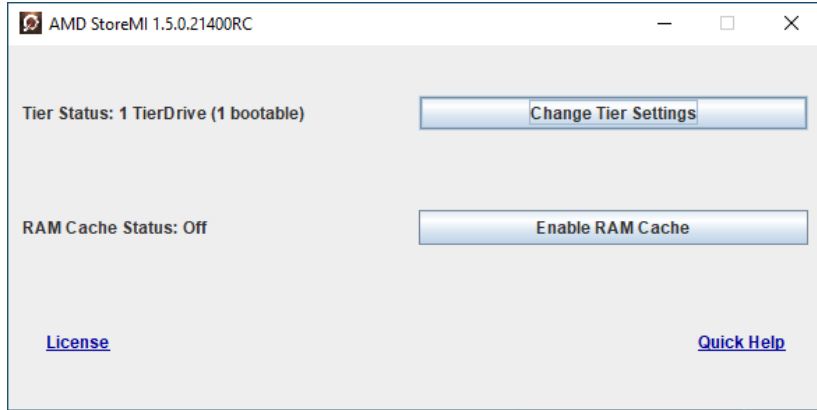 AMD StoreMI 1.5.0.21400RC
Tier Status: 1 TierDrive (1 bootable)
Change Tier Settings
RAM Cache Status: Off
Enable RAM Cache
License
Quick Help